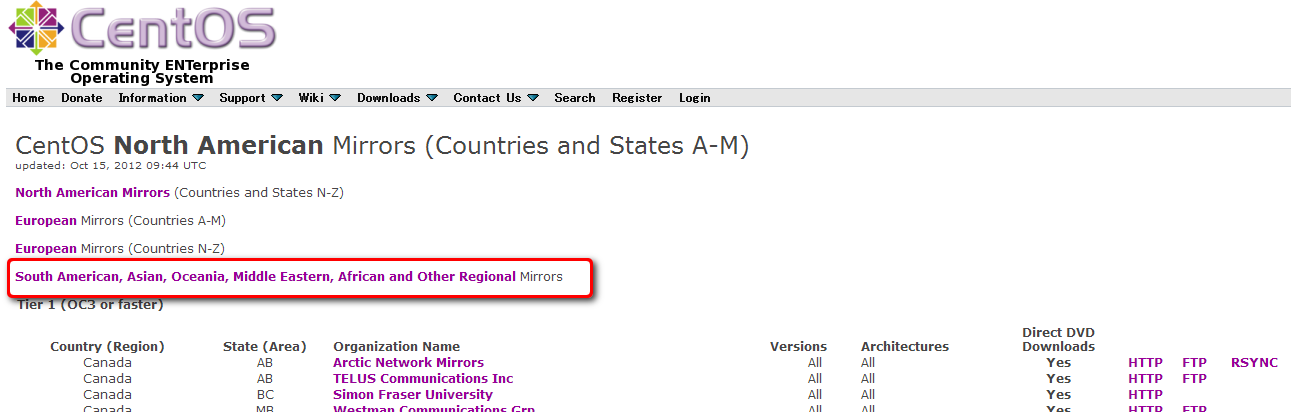 CentOS
The Community ENTerprise
Operating System
Home Donate Information Support Wiki Downloads Contact Us Search Register Login
CentOS North American Mirrors (Countries and States A-M)
updated: Oct 15, 2012 09:44 UTC
North American Mirrors (Countries and States N-Z)
European Mirrors (Countries A-M)
European Mirrors (Countries N-Z)
South American, Asian, Oceania, Middle Eastern, African and Other Regional Mirrors
Tier 1 (OC3 or faster)
Direct DVD
Country (Region) State (Area) Organization Name Versions Architectures Downloads
Canada AB Arctic Network Mirrors All All Yes HTTP FTP RSYNC
Canada AB TELUS Communications Inc All All Yes HTTP FTP
Canada BC Simon Fraser University All All Yes HTTP
Canada MB Westman Communications Grp All All Yes HTTP FTP